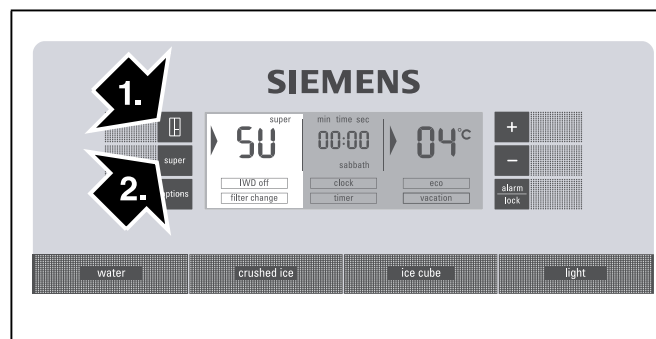 SIEMENS
1.
super
2.
options
super
SU
IWD off
filter change
min time sec
00:00
sabbath
clock
timer
04°C
eco
vacation
+
−
alarm
lock
water
crushed ice
ice cube
light